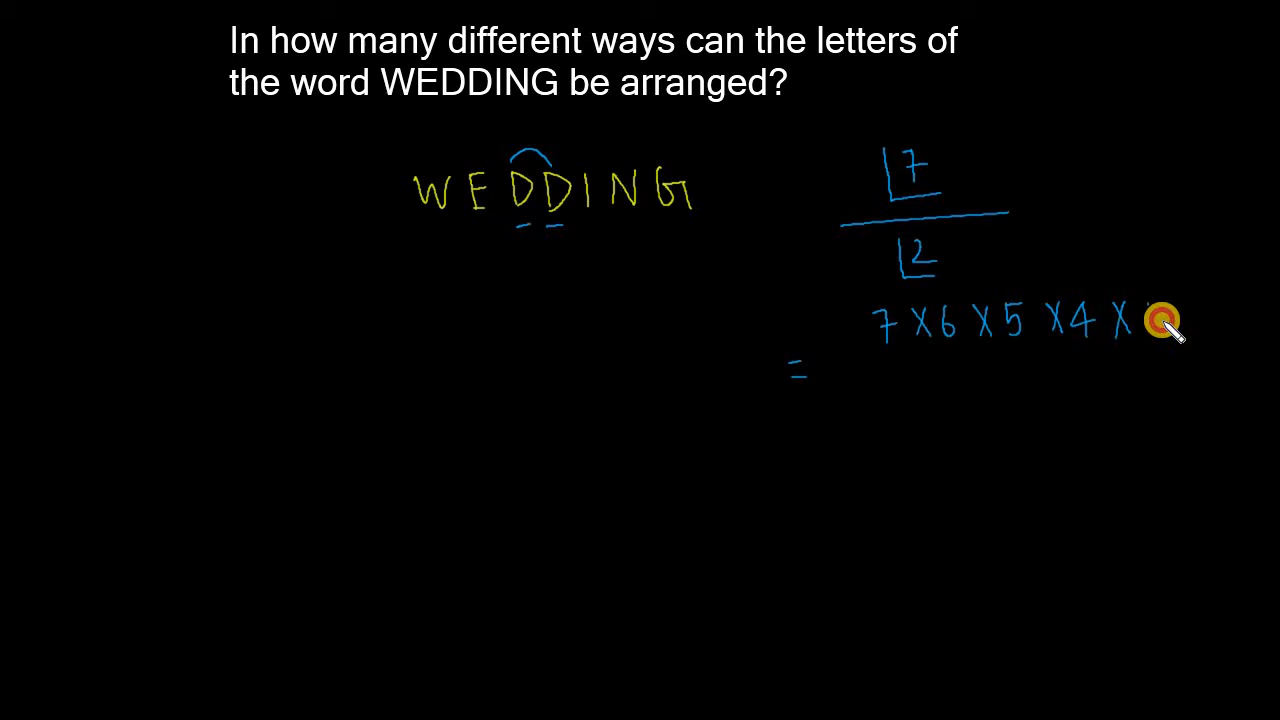 In how many different ways can the letters of
the word WEDDING be arranged?
WEDDING
7
2
7 X 6 X 5 X 4 X
=